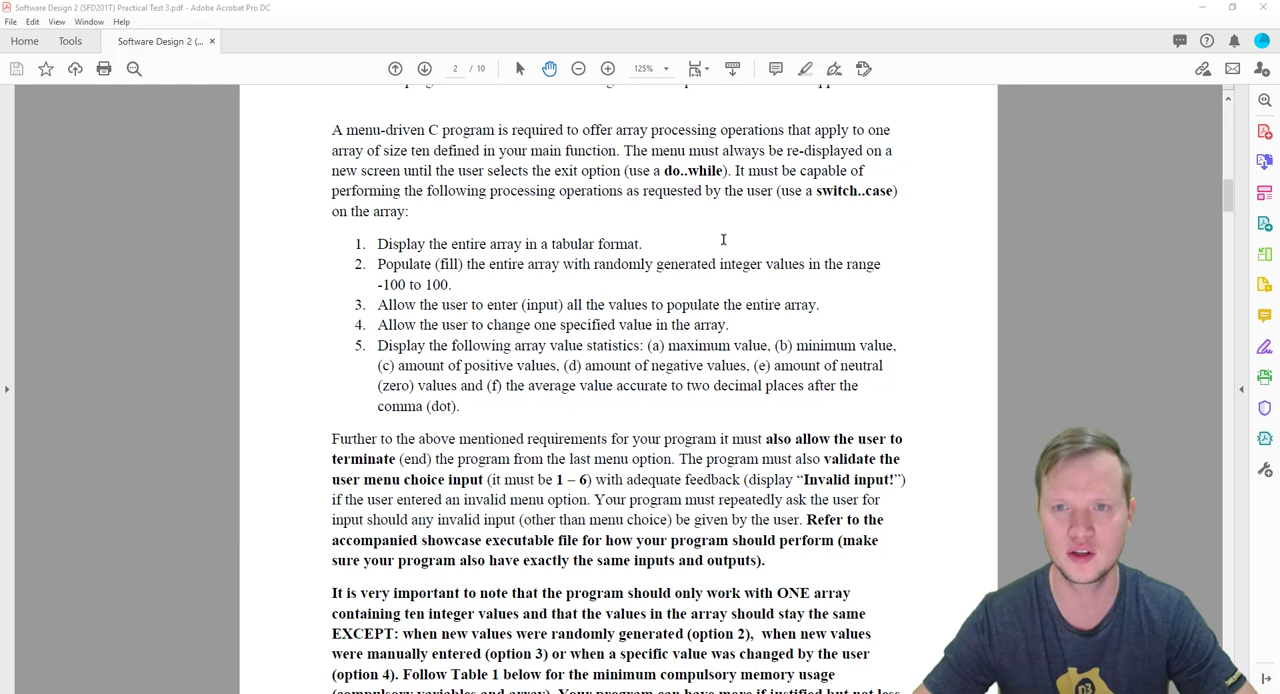 Software Design 2 (SFD201T) Practical Test 3.pdf - Adobe Acrobat Pro DC
File Edit View Window Help
Home Tools Software Design 2 (... ×
2 / 10 125%
A menu-driven C program is required to offer array processing operations that apply to one
array of size ten defined in your main function. The menu must always be re-displayed on a
new screen until the user selects the exit option (use a do..while). It must be capable of
performing the following processing operations as requested by the user (use a switch..case)
on the array:
1. Display the entire array in a tabular format.
2. Populate (fill) the entire array with randomly generated integer values in the range
-100 to 100.
3. Allow the user to enter (input) all the values to populate the entire array.
4. Allow the user to change one specified value in the array.
5. Display the following array value statistics: (a) maximum value, (b) minimum value,
(c) amount of positive values, (d) amount of negative values, (e) amount of neutral
(zero) values and (f) the average value accurate to two decimal places after the
comma (dot).
Further to the above mentioned requirements for your program it must also allow the user to
terminate (end) the program from the last menu option. The program must also validate the
user menu choice input (it must be 1 – 6) with adequate feedback (display “Invalid input!”)
if the user entered an invalid menu option. Your program must repeatedly ask the user for
input should any invalid input (other than menu choice) be given by the user. Refer to the
accompanied showcase executable file for how your program should perform (make
sure your program also have exactly the same inputs and outputs).
It is very important to note that the program should only work with ONE array
containing ten integer values and that the values in the array should stay the same
EXCEPT: when new values were randomly generated (option 2), when new values
were manually entered (option 3) or when a specific value was changed by the user
(option 4). Follow Table 1 below for the minimum compulsory memory usage
(compulsory variables and array). Your program can have more if justified but not less